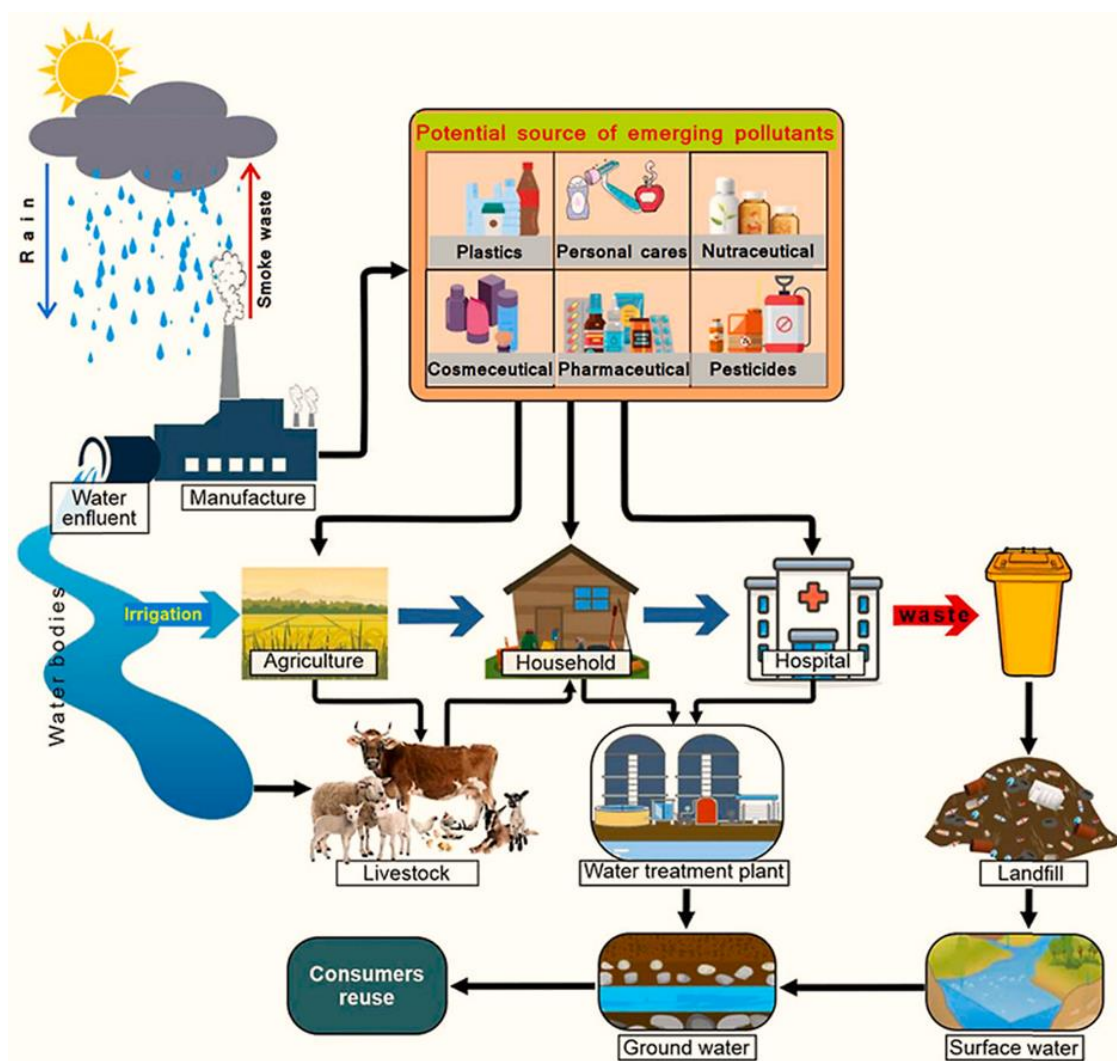 Potential source of emerging pollutants
Rain
Smoke waste
Plastics
Personal cares
Nutraceutical
Cosmeceutical
Pharmaceutical
Pesticides
Water
enfluent
Manufacture
Water bodies
Irrigation
Agriculture
Household
Hospital
waste
Livestock
Water treatment plant
Landfill
Consumers
reuse
Ground water
Surface water